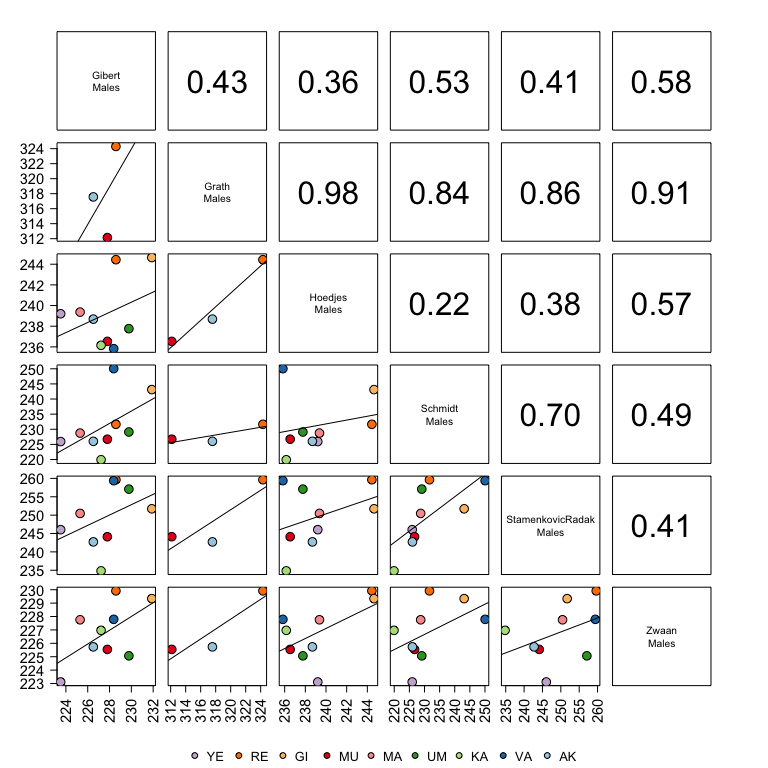 Gibert
Males
0.43
0.36
0.53
0.41
0.58
324
322
320
318
316
314
312
Grath
Males
0.98
0.84
0.86
0.91
244
242
240
238
236
Hoedjes
Males
0.22
0.38
0.57
250
245
240
235
230
225
220
Schmidt
Males
0.70
0.49
260
255
250
245
240
235
StamenkovicRadak
Males
0.41
230
229
228
227
226
225
224
223
Zwaan
Males
224 226 228 230 232
312 314 316 318 320 322 324
236 238 240 242 244
220 225 230 235 240 245 250
235 240 245 250 255 260
YE RE GI MU MA UM KA VA AK